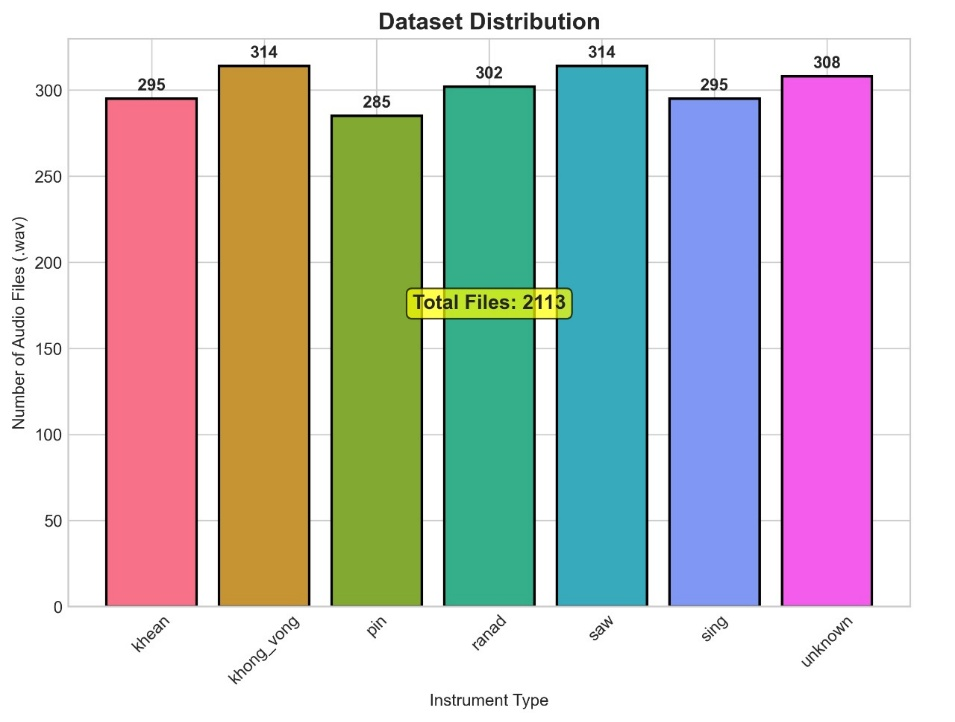 Dataset Distribution
Number of Audio Files (.wav)
300
250
200
150
100
50
0
295
314
285
302
314
295
308
Total Files: 2113
khean
khong_vong
pin
ranad
saw
sing
unknown
Instrument Type